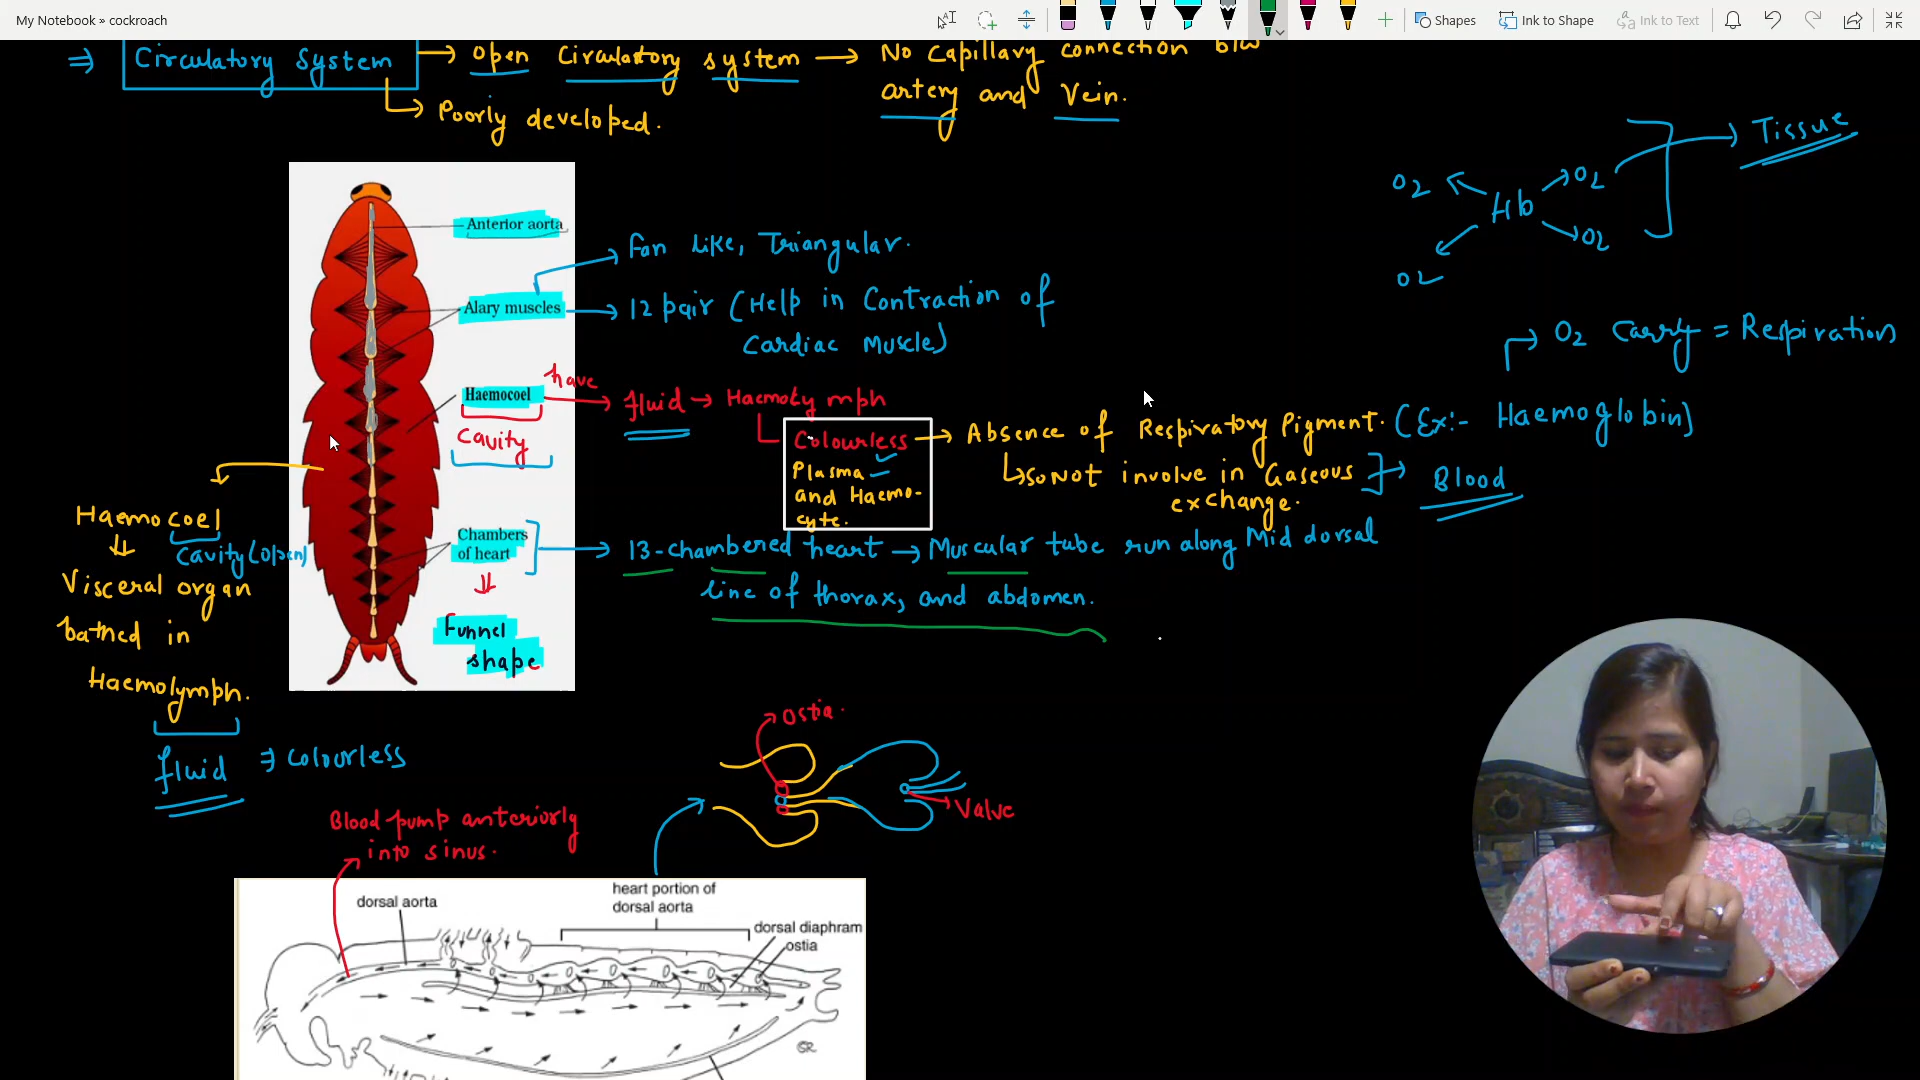 My Notebook » cockroach
Shapes
Ink to Shape
Ink to Text
⇒ Circulatory System → open Circulatory system → No Capillary connection b/w
artery and Vein.
Poorly developed.
Tissue
O2 Hb O2
O2 O2
Anterior aorta
Fan like, Triangular.
Alary muscles → 12 pair (Help in Contraction of
Cardiac Muscle)
O2 Carry = Respiration
Haemocoel have → fluid → Haemolymph
Cavity
Colourless → Absence of Respiratory Pigment. (Ex:- Haemoglobin)
Plasma
and Haemo-
cyte.
So Not involve in Gaseous
exchange.
Blood
Chambers
of heart
13-chambered heart → Muscular tube run along Mid dorsal
line of thorax, and abdomen.
Funnel
shape
Haemocoel
Cavity (open)
Visceral organ
bathed in
Haemolymph.
fluid ⇒ Colourless
Ostia.
Valve
Blood pump anteriorly
into sinus.
dorsal aorta
heart portion of
dorsal aorta
dorsal diaphram
ostia